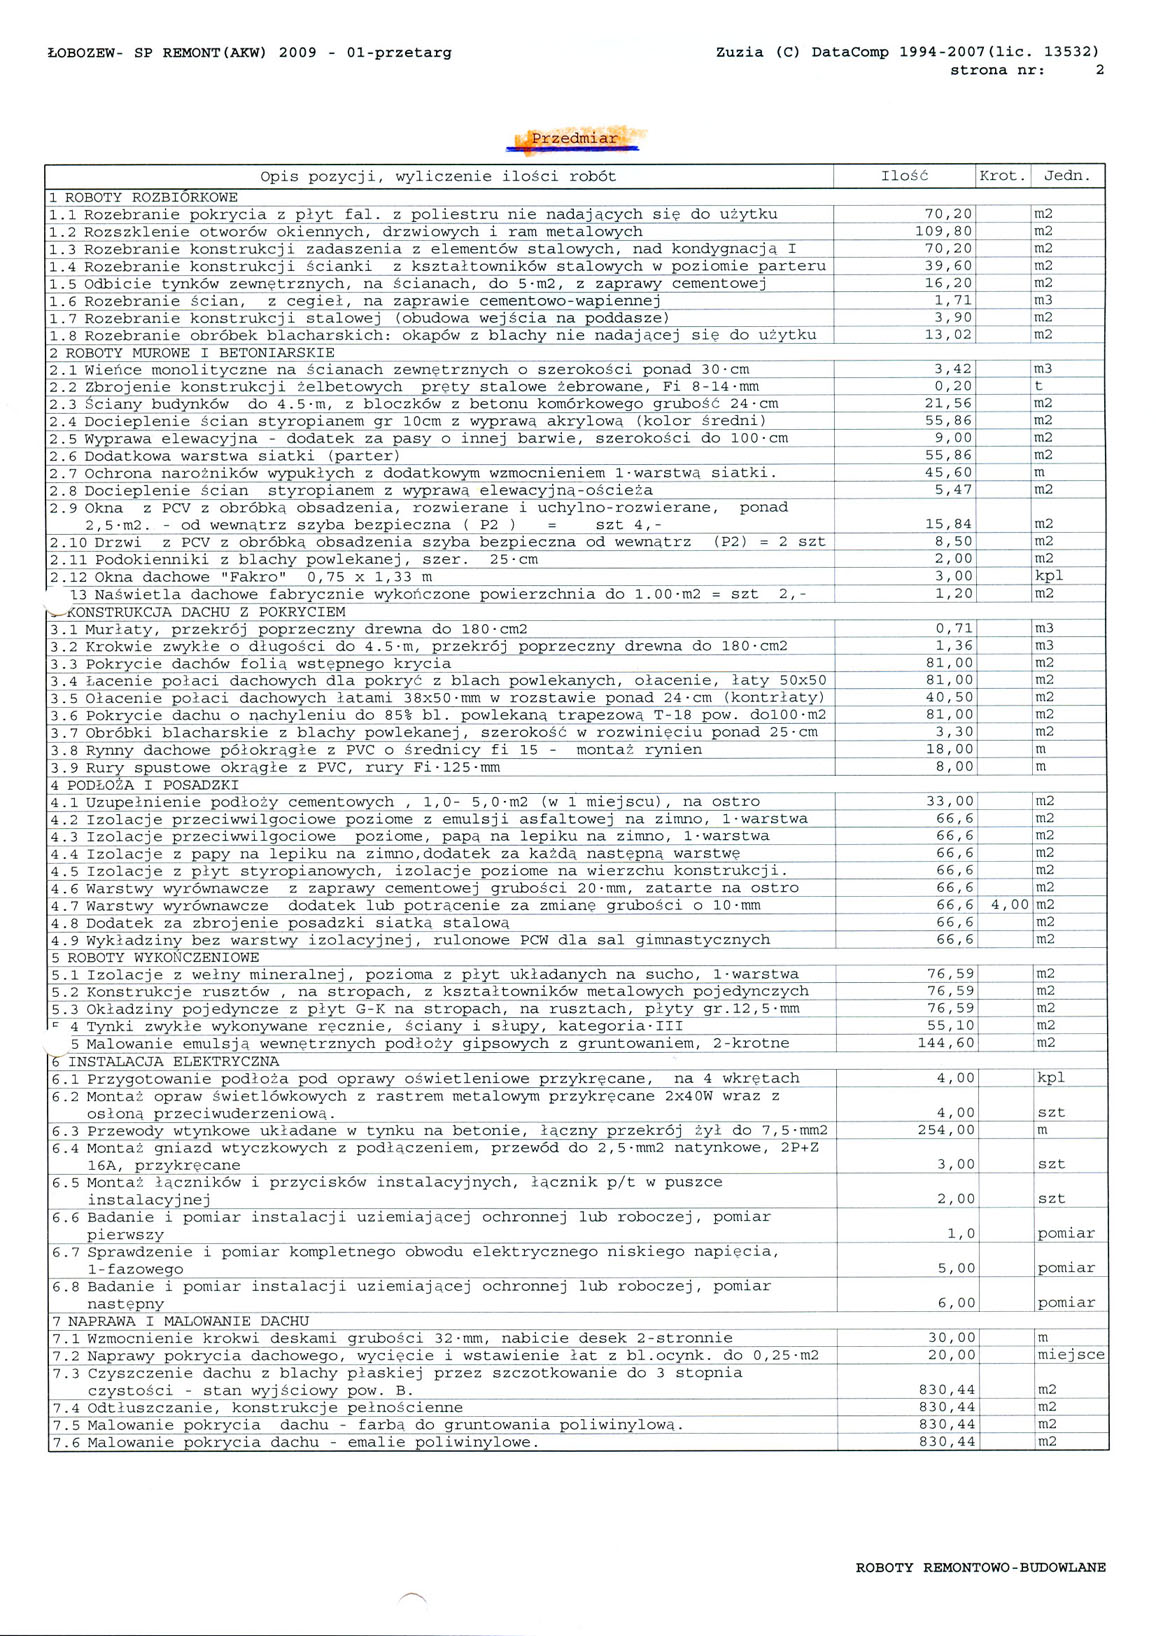 ŁOBOZEW- SP REMONT(AKW) 2009 - 01-przetarg Zuzia (C) DataComp 1994-2007(lic. 13532)
strona nr: 2
Przedmiar
Opis pozycji, wyliczenie ilości robót Ilość Krot. Jedn.
1 ROBOTY ROZBIÓRKOWE
1.1 Rozebranie pokrycia z płyt fal. z poliestru nie nadających się do użytku 70,20 m2
1.2 Rozszklenie otworów okiennych, drzwiowych i ram metalowych 109,80 m2
1.3 Rozebranie konstrukcji zadaszenia z elementów stalowych, nad kondygnacją I 70,20 m2
1.4 Rozebranie konstrukcji ścianki z kształtowników stalowych w poziomie parteru 39,60 m2
1.5 Odbicie tynków zewnętrznych, na ścianach, do 5·m2, z zaprawy cementowej 16,20 m2
1.6 Rozebranie ścian, z cegieł, na zaprawie cementowo-wapiennej 1,71 m3
1.7 Rozebranie konstrukcji stalowej (obudowa wejścia na poddasze) 3,90 m2
1.8 Rozebranie obróbek blacharskich: okapów z blachy nie nadającej się do użytku 13,02 m2
2 ROBOTY MUROWE I BETONIARSKIE
2.1 Wieńce monolityczne na ścianach zewnętrznych o szerokości ponad 30·cm 3,42 m3
2.2 Zbrojenie konstrukcji żelbetowych pręty stalowe żebrowane, Fi 8-14·mm 0,20 t
2.3 Ściany budynków do 4.5·m, z bloczków z betonu komórkowego grubość 24·cm 21,56 m2
2.4 Docieplenie ścian styropianem gr 10cm z wyprawą akrylową (kolor średni) 55,86 m2
2.5 Wyprawa elewacyjna - dodatek za pasy o innej barwie, szerokości do 100·cm 9,00 m2
2.6 Dodatkowa warstwa siatki (parter) 55,86 m2
2.7 Ochrona narożników wypukłych z dodatkowym wzmocnieniem 1·warstwą siatki. 45,60 m
2.8 Docieplenie ścian styropianem z wyprawą elewacyjną-ościeża 5,47 m2
2.9 Okna z PCV z obróbką obsadzenia, rozwierane i uchylno-rozwierane, ponad
2,5·m2. - od wewnątrz szyba bezpieczna ( P2 ) = szt 4,- 15,84 m2
2.10 Drzwi z PCV z obróbką obsadzenia szyba bezpieczna od wewnątrz (P2) = 2 szt 8,50 m2
2.11 Podokienniki z blachy powlekanej, szer. 25·cm 2,00 m2
2.12 Okna dachowe "Fakro" 0,75 x 1,33 m 3,00 kpl
13 Naświetla dachowe fabrycznie wykończone powierzchnia do 1.00·m2 = szt 2,- 1,20 m2
KONSTRUKCJA DACHU Z POKRYCIEM
3.1 Murłaty, przekrój poprzeczny drewna do 180·cm2 0,71 m3
3.2 Krokwie zwykłe o długości do 4.5·m, przekrój poprzeczny drewna do 180·cm2 1,36 m3
3.3 Pokrycie dachów folią wstępnego krycia 81,00 m2
3.4 Łacenie połaci dachowych dla pokryć z blach powlekanych, ołacenie, łaty 50x50 81,00 m2
3.5 Ołacenie połaci dachowych łatami 38x50·mm w rozstawie ponad 24·cm (kontrłaty) 40,50 m2
3.6 Pokrycie dachu o nachyleniu do 85% bl. powlekaną trapezową T-18 pow. do100·m2 81,00 m2
3.7 Obróbki blacharskie z blachy powlekanej, szerokość w rozwinięciu ponad 25·cm 3,30 m2
3.8 Rynny dachowe półokrągłe z PVC o średnicy fi 15 - montaż rynien 18,00 m
3.9 Rury spustowe okrągłe z PVC, rury Fi·125·mm 8,00 m
4 PODŁOŻA I POSADZKI
4.1 Uzupełnienie podłoży cementowych , 1,0- 5,0·m2 (w 1 miejscu), na ostro 33,00 m2
4.2 Izolacje przeciwwilgociowe poziome z emulsji asfaltowej na zimno, 1·warstwa 66,6 m2
4.3 Izolacje przeciwwilgociowe poziome, papą na lepiku na zimno, 1·warstwa 66,6 m2
4.4 Izolacje z papy na lepiku na zimno,dodatek za każdą następną warstwę 66,6 m2
4.5 Izolacje z płyt styropianowych, izolacje poziome na wierzchu konstrukcji. 66,6 m2
4.6 Warstwy wyrównawcze z zaprawy cementowej grubości 20·mm, zatarte na ostro 66,6 m2
4.7 Warstwy wyrównawcze dodatek lub potrącenie za zmianę grubości o 10·mm 66,6 4,00 m2
4.8 Dodatek za zbrojenie posadzki siatką stalową 66,6 m2
4.9 Wykładziny bez warstwy izolacyjnej, rulonowe PCW dla sal gimnastycznych 66,6 m2
5 ROBOTY WYKOŃCZENIOWE
5.1 Izolacje z wełny mineralnej, pozioma z płyt układanych na sucho, 1·warstwa 76,59 m2
5.2 Konstrukcje rusztów , na stropach, z kształtowników metalowych pojedynczych 76,59 m2
5.3 Okładziny pojedyncze z płyt G-K na stropach, na rusztach, płyty gr.12,5·mm 76,59 m2
4 Tynki zwykłe wykonywane ręcznie, ściany i słupy, kategoria·III 55,10 m2
5 Malowanie emulsją wewnętrznych podłoży gipsowych z gruntowaniem, 2-krotne 144,60 m2
6 INSTALACJA ELEKTRYCZNA
6.1 Przygotowanie podłoża pod oprawy oświetleniowe przykręcane, na 4 wkrętach 4,00 kpl
6.2 Montaż opraw świetlówkowych z rastrem metalowym przykręcane 2x40W wraz z
osłoną przeciwuderzeniową. 4,00 szt
6.3 Przewody wtynkowe układane w tynku na betonie, łączny przekrój żył do 7,5·mm2 254,00 m
6.4 Montaż gniazd wtyczkowych z podłączeniem, przewód do 2,5·mm2 natynkowe, 2P+Z
16A, przykręcane 3,00 szt
6.5 Montaż łączników i przycisków instalacyjnych, łącznik p/t w puszce
instalacyjnej 2,00 szt
6.6 Badanie i pomiar instalacji uziemiającej ochronnej lub roboczej, pomiar
pierwszy 1,0 pomiar
6.7 Sprawdzenie i pomiar kompletnego obwodu elektrycznego niskiego napięcia,
1-fazowego 5,00 pomiar
6.8 Badanie i pomiar instalacji uziemiającej ochronnej lub roboczej, pomiar
następny 6,00 pomiar
7 NAPRAWA I MALOWANIE DACHU
7.1 Wzmocnienie krokwi deskami grubości 32·mm, nabicie desek 2-stronnie 30,00 m
7.2 Naprawy pokrycia dachowego, wycięcie i wstawienie łat z bl.ocynk. do 0,25·m2 20,00 miejsce
7.3 Czyszczenie dachu z blachy płaskiej przez szczotkowanie do 3 stopnia
czystości - stan wyjściowy pow. B. 830,44 m2
7.4 Odtłuszczanie, konstrukcje pełnościenne 830,44 m2
7.5 Malowanie pokrycia dachu - farbą do gruntowania poliwinylową. 830,44 m2
7.6 Malowanie pokrycia dachu - emalie poliwinylowe. 830,44 m2
ROBOTY REMONTOWO-BUDOWLANE